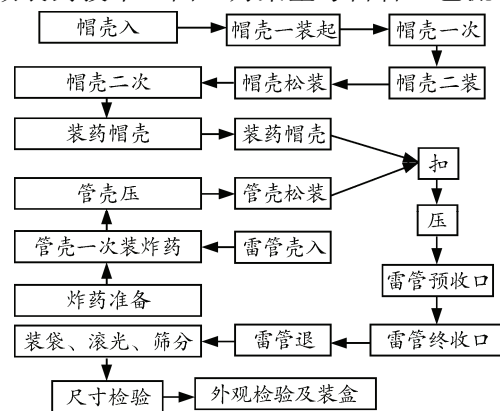 帽壳入
帽壳一装起
帽壳一次
帽壳二次
帽壳松装
帽壳二装
装药帽壳
装药帽壳
扣
管壳压
管壳松装
压
管壳一次装炸药
雷管壳入
雷管预收口
炸药准备
装袋、滚光、筛分
雷管退
雷管终收口
尺寸检验
外观检验及装盒